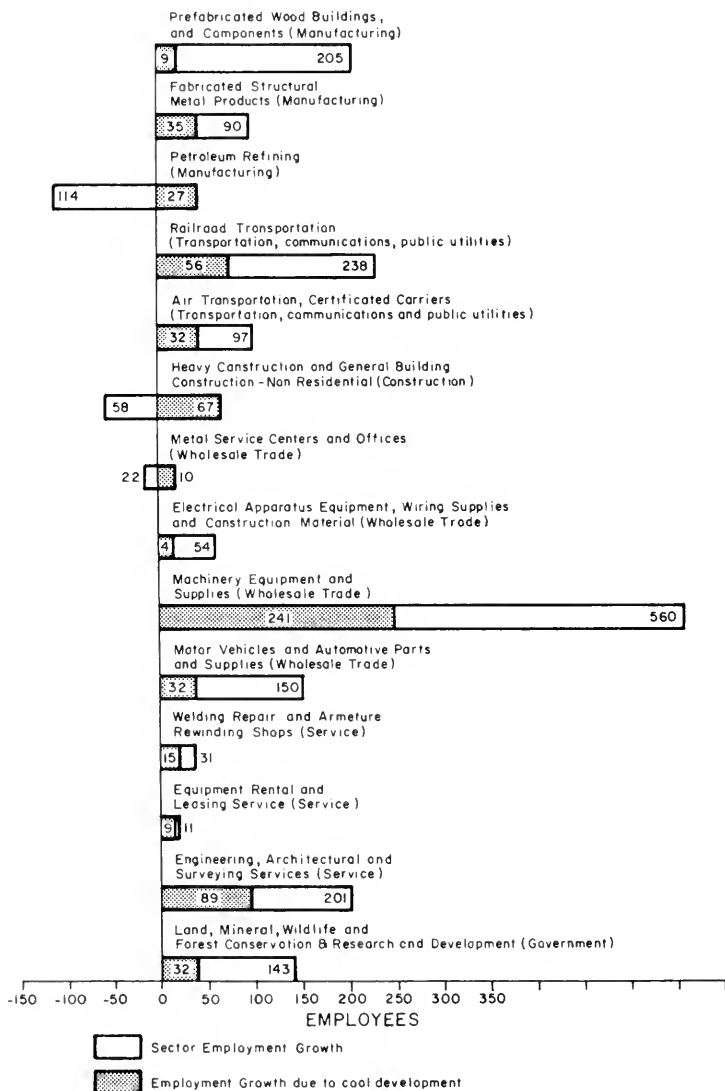 Prefabricated Wood Buildings,
and Components (Manufacturing)
9 205
Fabricated Structural
Metal Products (Manufacturing)
35 90
Petroleum Refining
(Manufacturing)
114 27
Railraad Transportation
(Transportation, communications, public utilities)
56 238
Air Transportation, Certificated Carriers
(Transportation, communications and public utilities)
32 97
Heavy Canstruction and General Building
Construction - Non Residential (Construction)
58 67
Metal Service Centers and Offices
(Wholesale Trade)
22 10
Electrical Apparatus Equipment, Wiring Supplies
and Canstruction Material (Wholesale Trade)
4 54
Machinery Equipment and
Supplies (Wholesale Trade)
241 560
Motor Vehicles and Automotive Parts
and Supplies (Wholesale Trade)
32 150
Welding Repair and Armeture
Rewinding Shops (Service)
15 31
Equipment Rental and
Leasing Service (Service)
9 11
Engineering, Architectural and
Surveying Services (Service)
89 201
Land, Mineral, Wildlife and
Forest Conservation & Research cnd Development (Government)
32 143
-150 -100 -50 0 50 100 150 200 250 300 350
EMPLOYEES
Sector Employment Growth
Employment Growth due to cool development